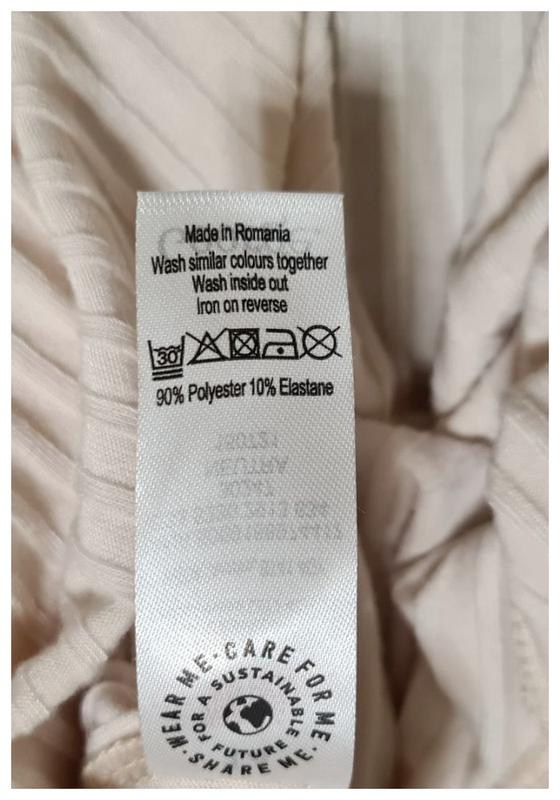 Made in Romania
Wash similar colours together
Wash inside out
Iron on reverse
30
90% Polyester 10% Elastane
WEAR ME · CARE FOR ME · SHARE ME ·
FOR A SUSTAINABLE FUTURE